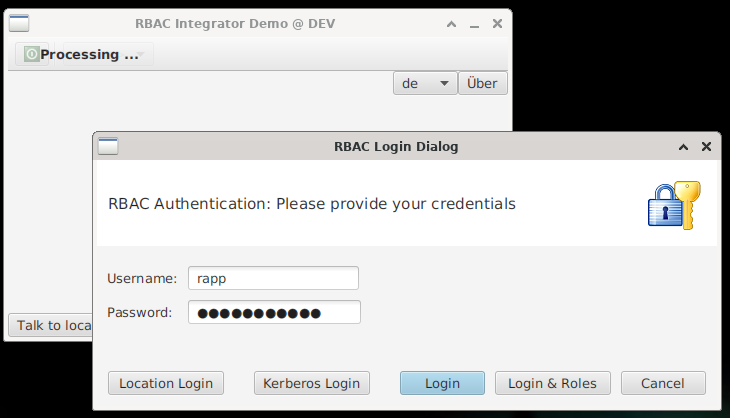 RBAC Integrator Demo @ DEV
Processing ...
de Über
RBAC Login Dialog
RBAC Authentication: Please provide your credentials
Username: rapp
Password: ●●●●●●●●●●●
Talk to loca
Location Login Kerberos Login Login Login & Roles Cancel